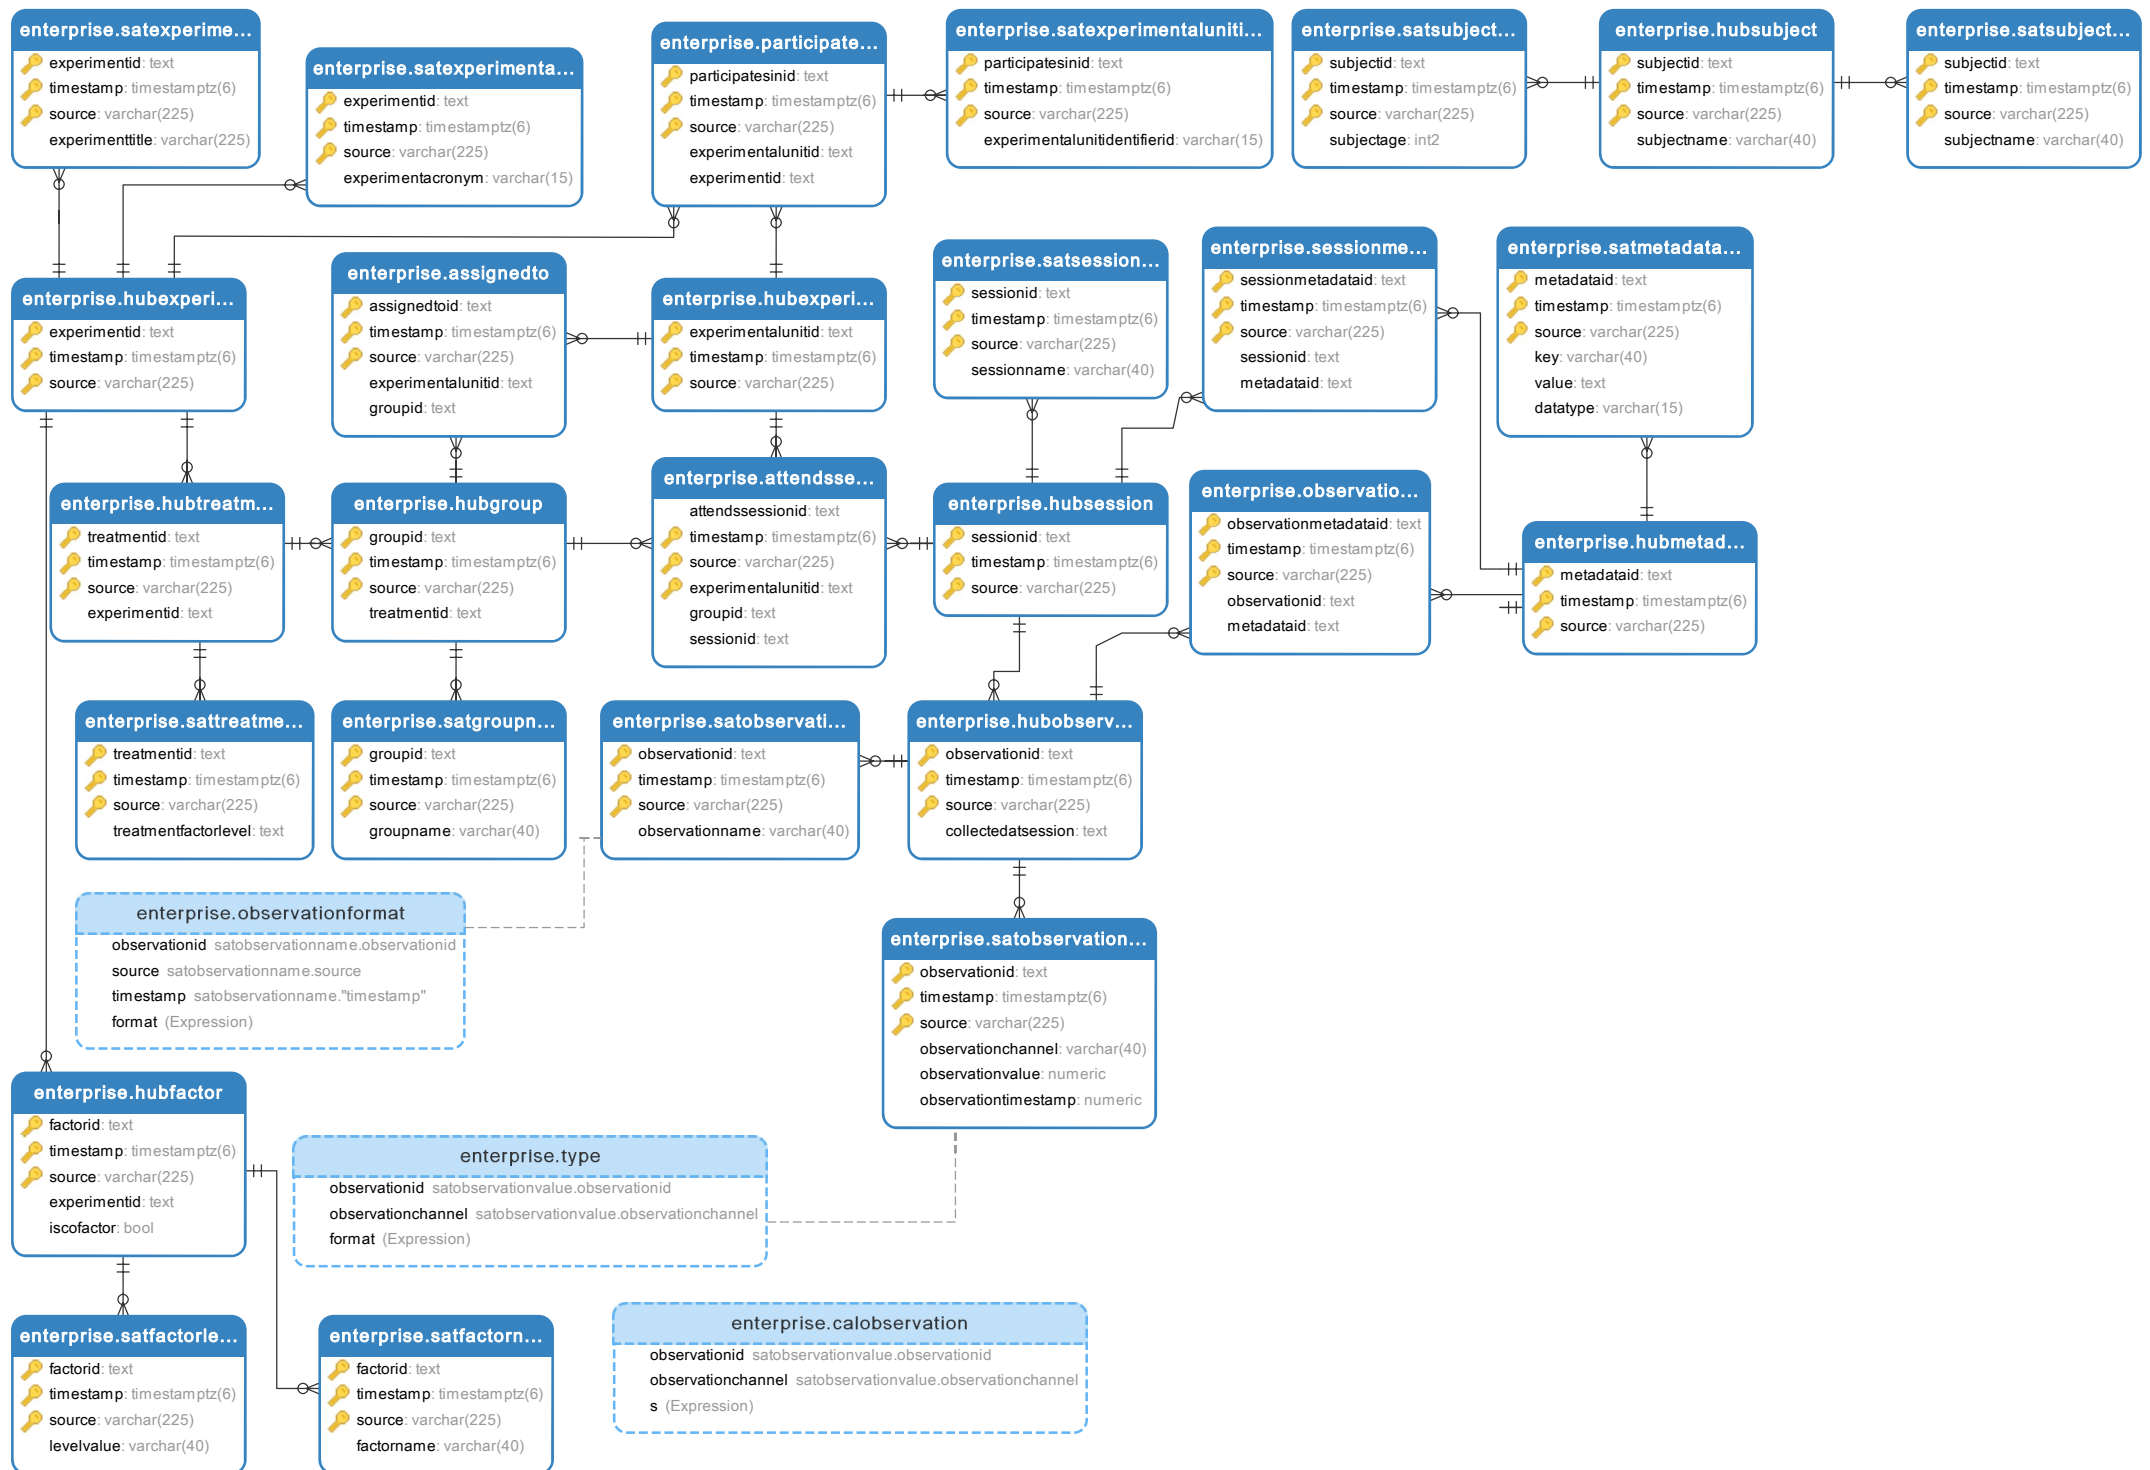 enterprise.satexperime...
experimentid: text
timestamp: timestamptz(6)
source: varchar(225)
experimenttitle: varchar(225)
enterprise.satexperimenta...
experimentid: text
timestamp: timestamptz(6)
source: varchar(225)
experimentacronym: varchar(15)
enterprise.participate...
participatesinid: text
timestamp: timestamptz(6)
source: varchar(225)
experimentalunitid: text
experimentid: text
enterprise.satexperimentaluniti...
participatesinid: text
timestamp: timestamptz(6)
source: varchar(225)
experimentalunitidentifierid: varchar(15)
enterprise.satsubject...
subjectid: text
timestamp: timestamptz(6)
source: varchar(225)
subjectage: int2
enterprise.hubsubject
subjectid: text
timestamp: timestamptz(6)
source: varchar(225)
subjectname: varchar(40)
enterprise.satsubject...
subjectid: text
timestamp: timestamptz(6)
source: varchar(225)
subjectname: varchar(40)
enterprise.hubexperi...
experimentid: text
timestamp: timestamptz(6)
source: varchar(225)
enterprise.assignedto
assignedtoid: text
timestamp: timestamptz(6)
source: varchar(225)
experimentalunitid: text
groupid: text
enterprise.hubexperi...
experimentalunitid: text
timestamp: timestamptz(6)
source: varchar(225)
enterprise.satsession...
sessionid: text
timestamp: timestamptz(6)
source: varchar(225)
sessionname: varchar(40)
enterprise.sessionme...
sessionmetadataid: text
timestamp: timestamptz(6)
source: varchar(225)
sessionid: text
metadataid: text
enterprise.satmetadata...
metadataid: text
timestamp: timestamptz(6)
source: varchar(225)
key: varchar(40)
value: text
datatype: varchar(15)
enterprise.hubtreatm...
treatmentid: text
timestamp: timestamptz(6)
source: varchar(225)
experimentid: text
enterprise.hubgroup
groupid: text
timestamp: timestamptz(6)
source: varchar(225)
treatmentid: text
enterprise.attendsse...
attendssessionid: text
timestamp: timestamptz(6)
source: varchar(225)
experimentalunitid: text
groupid: text
sessionid: text
enterprise.hubsession
sessionid: text
timestamp: timestamptz(6)
source: varchar(225)
enterprise.observatio...
observationmetadataid: text
timestamp: timestamptz(6)
source: varchar(225)
observationid: text
metadataid: text
enterprise.hubmetad...
metadataid: text
timestamp: timestamptz(6)
source: varchar(225)
enterprise.sattreatme...
treatmentid: text
timestamp: timestamptz(6)
source: varchar(225)
treatmentfactorlevel: text
enterprise.satgroupn...
groupid: text
timestamp: timestamptz(6)
source: varchar(225)
groupname: varchar(40)
enterprise.satobservati...
observationid: text
timestamp: timestamptz(6)
source: varchar(225)
observationname: varchar(40)
enterprise.hubobserv...
observationid: text
timestamp: timestamptz(6)
source: varchar(225)
collectedatsession: text
enterprise.observationformat
observationid satobservationname.observationid
source satobservationname.source
timestamp satobservationname."timestamp"
format (Expression)
enterprise.satobservation...
observationid: text
timestamp: timestamptz(6)
source: varchar(225)
observationchannel: varchar(40)
observationvalue: numeric
observationtimestamp: numeric
enterprise.hubfactor
factorid: text
timestamp: timestamptz(6)
source: varchar(225)
experimentid: text
iscofactor: bool
enterprise.type
observationid satobservationvalue.observationid
observationchannel satobservationvalue.observationchannel
format (Expression)
enterprise.satfactorle...
factorid: text
timestamp: timestamptz(6)
source: varchar(225)
levelvalue: varchar(40)
enterprise.satfactorn...
factorid: text
timestamp: timestamptz(6)
source: varchar(225)
factorname: varchar(40)
enterprise.calobservation
observationid satobservationvalue.observationid
observationchannel satobservationvalue.observationchannel
s (Expression)